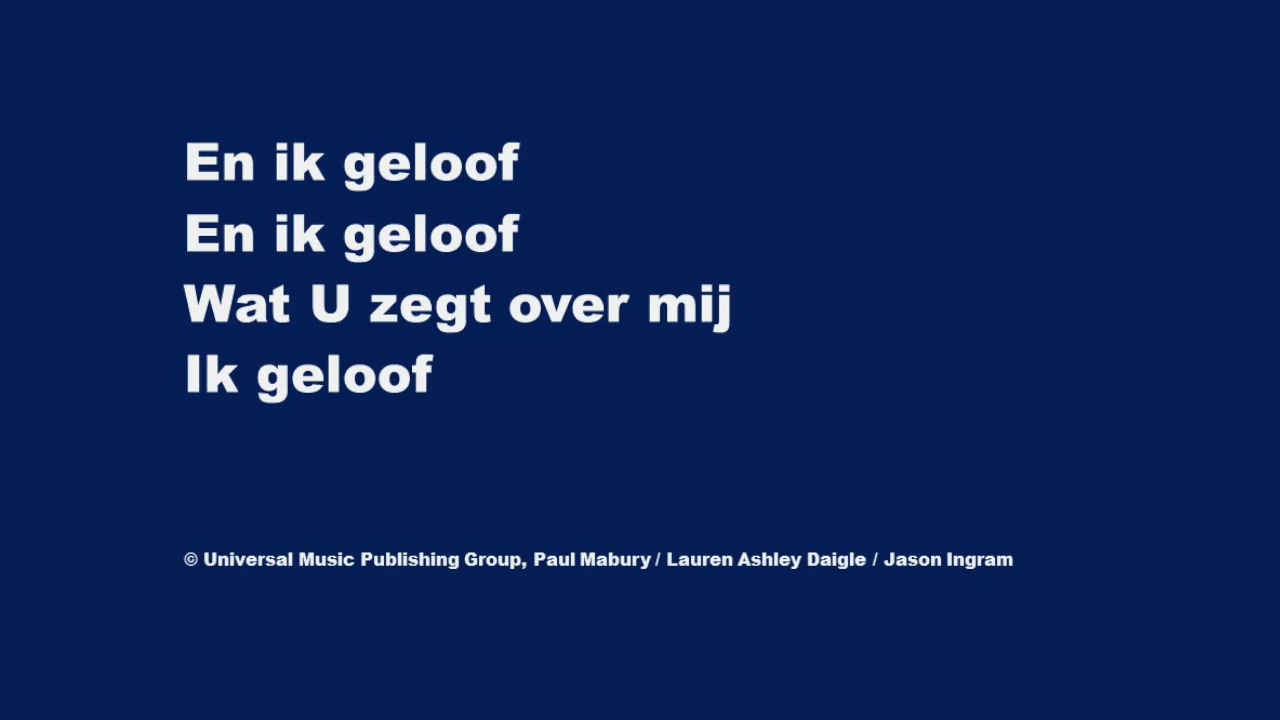 En ik geloof
En ik geloof
Wat U zegt over mij
Ik geloof
© Universal Music Publishing Group, Paul Mabury / Lauren Ashley Daigle / Jason Ingram